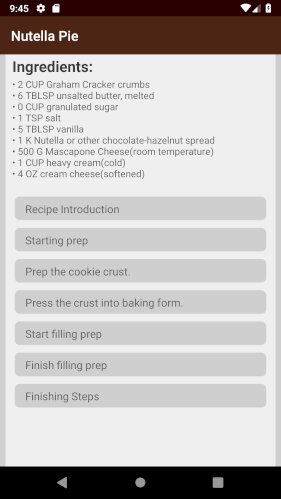 9:45
Nutella Pie
Ingredients:
• 2 CUP Graham Cracker crumbs
• 6 TBLSP unsalted butter, melted
• 0 CUP granulated sugar
• 1 TSP salt
• 5 TBLSP vanilla
• 1 K Nutella or other chocolate-hazelnut spread
• 500 G Mascapone Cheese(room temperature)
• 1 CUP heavy cream(cold)
• 4 OZ cream cheese(softened)
Recipe Introduction
Starting prep
Prep the cookie crust.
Press the crust into baking form.
Start filling prep
Finish filling prep
Finishing Steps